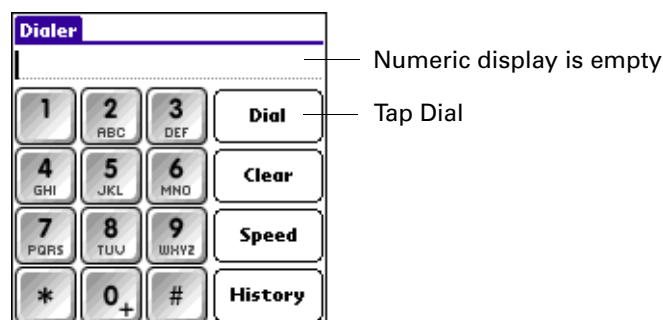 Dialer
Numeric display is empty
1 2 ABC 3 DEF Dial Tap Dial
4 GHI 5 JKL 6 MNO Clear
7 PQRS 8 TUV 9 WXYZ Speed
* 0 + # History